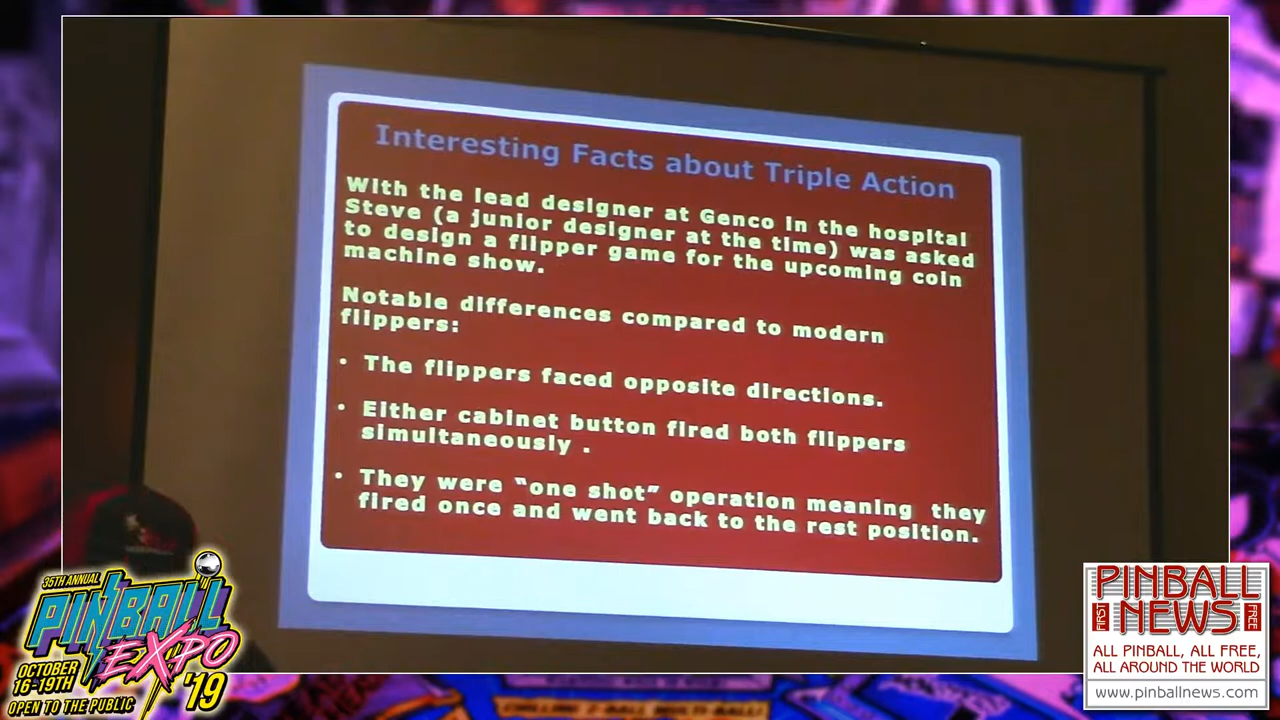 Interesting Facts about Triple Action
With the lead designer at Genco in the hospital
Steve (a junior designer at the time) was asked
to design a flipper game for the upcoming coin
machine show.
Notable differences compared to modern
flippers:
• The flippers faced opposite directions.
• Either cabinet button fired both flippers
simultaneously .
• They were “one shot” operation meaning they
fired once and went back to the rest position.
35TH ANNUAL
PINBALL
EXPO
OCTOBER
16-19TH
'19
OPEN TO THE PUBLIC
PINBALL
FIRST NEWS FREE
ALL PINBALL, ALL FREE,
ALL AROUND THE WORLD
www.pinballnews.com